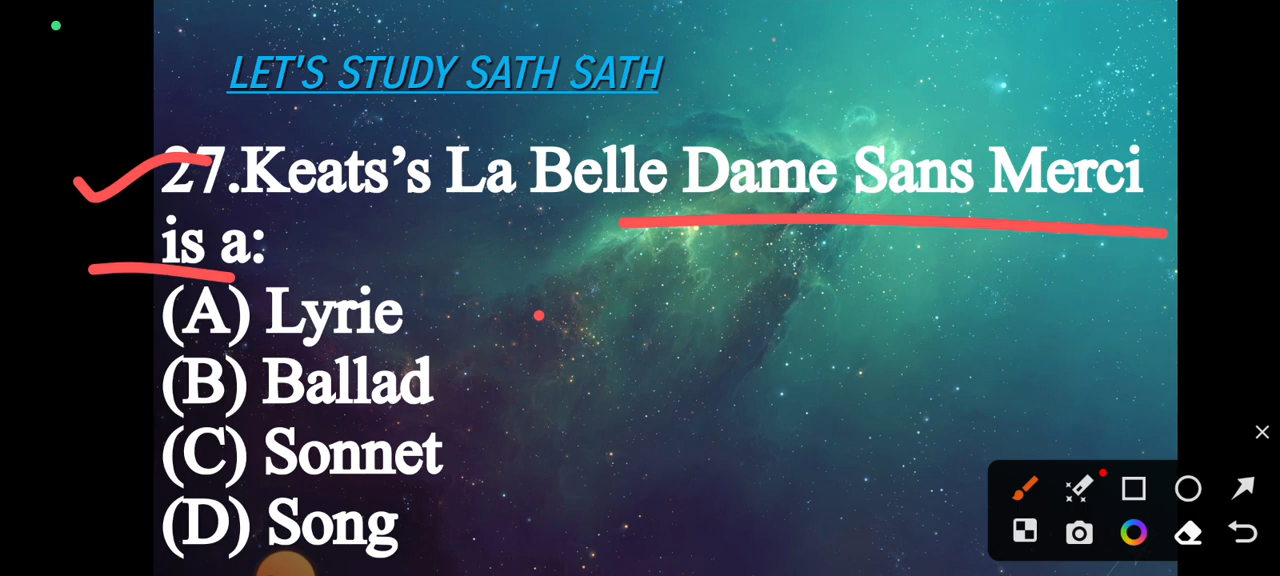 LET'S STUDY SATH SATH
27.Keats’s La Belle Dame Sans Merci
is a:
(A) Lyrie
(B) Ballad
(C) Sonnet
(D) Song